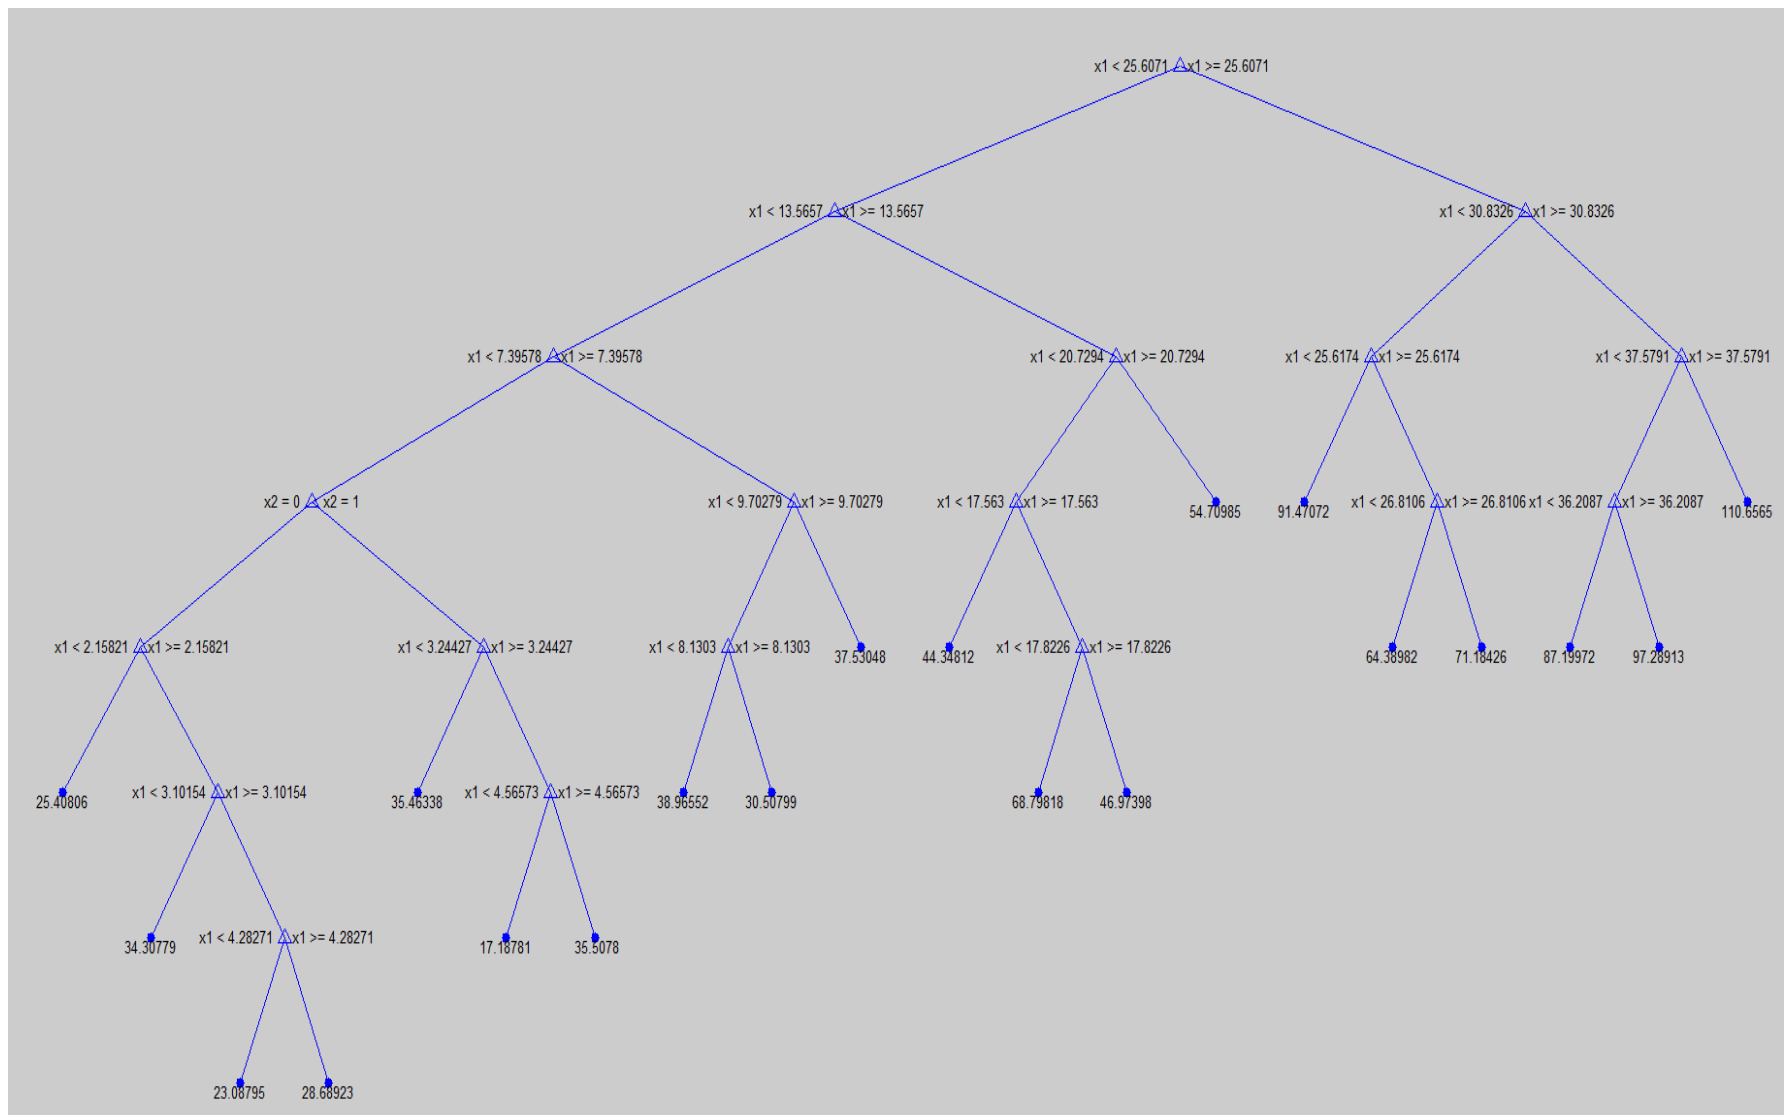 x1 < 25.6071 x1 >= 25.6071
x1 < 13.5657 x1 >= 13.5657 x1 < 30.8326 x1 >= 30.8326
x1 < 7.39578 x1 >= 7.39578 x1 < 20.7294 x1 >= 20.7294 x1 < 25.6174 x1 >= 25.6174 x1 < 37.5791 x1 >= 37.5791
x2 = 0 x2 = 1 x1 < 9.70279 x1 >= 9.70279 x1 < 17.563 x1 >= 17.563 54.70985 91.47072 x1 < 26.8106 x1 >= 26.8106 x1 < 36.2087 x1 >= 36.2087 110.6565
x1 < 2.15821 x1 >= 2.15821 x1 < 3.24427 x1 >= 3.24427 x1 < 8.1303 x1 >= 8.1303 37.53048 44.34812 x1 < 17.8226 x1 >= 17.8226 64.38982 71.18426 87.19972 97.28913
25.40806 x1 < 3.10154 x1 >= 3.10154 35.46338 x1 < 4.56573 x1 >= 4.56573 38.96552 30.50799 68.79818 46.97398
34.30779 x1 < 4.28271 x1 >= 4.28271 17.18781 35.5078
23.08795 28.68923